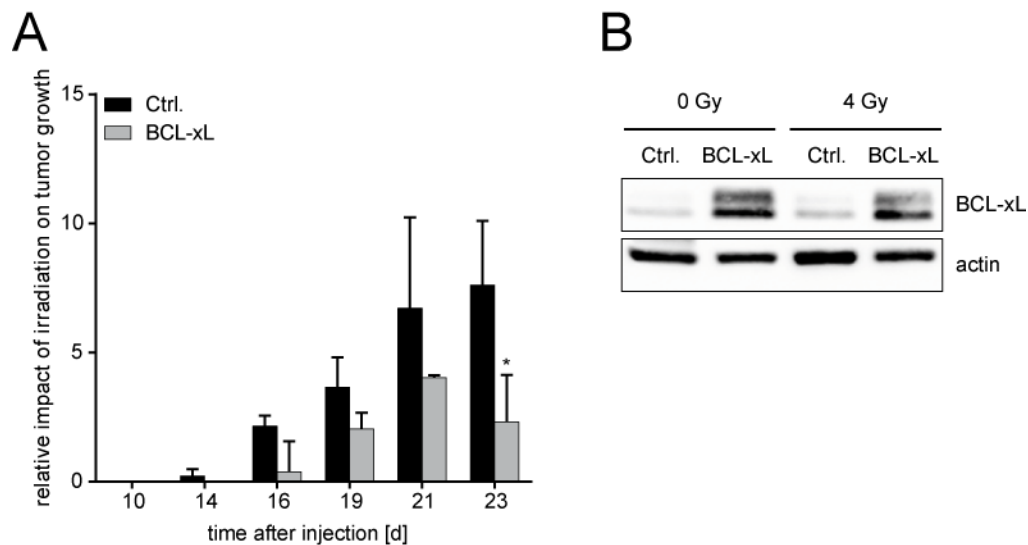 A
relative impact of irradiation on tumor growth
15
10
5
0
Ctrl.
BCL-xL
*
10 14 16 19 21 23
time after injection [d]
B
0 Gy 4 Gy
Ctrl. BCL-xL Ctrl. BCL-xL
BCL-xL
actin